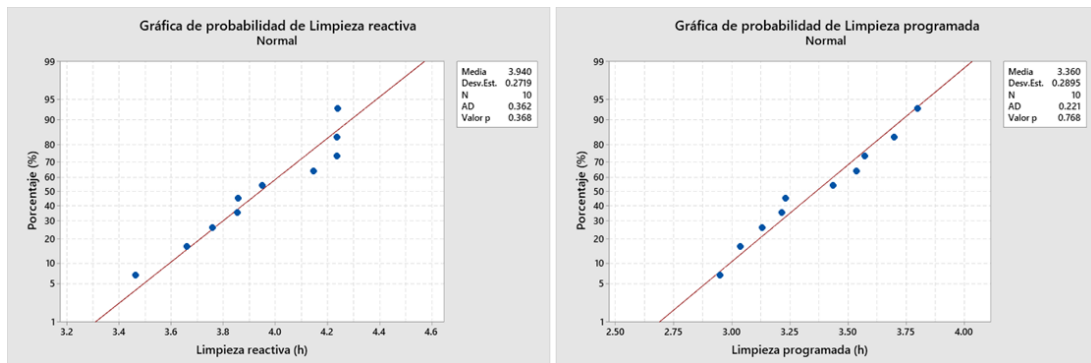 Gráfica de probabilidad de Limpieza reactiva
Normal
99
95
90
80
70
60
50
40
30
20
10
5
1
Porcentaje (%)
3.2 3.4 3.6 3.8 4.0 4.2 4.4 4.6
Limpieza reactiva (h)
Media 3.940
Desv.Est. 0.2719
N 10
AD 0.362
Valor p 0.368
Gráfica de probabilidad de Limpieza programada
Normal
99
95
90
80
70
60
50
40
30
20
10
5
1
Porcentaje (%)
2.50 2.75 3.00 3.25 3.50 3.75 4.00
Limpieza programada (h)
Media 3.360
Desv.Est. 0.2895
N 10
AD 0.221
Valor p 0.768